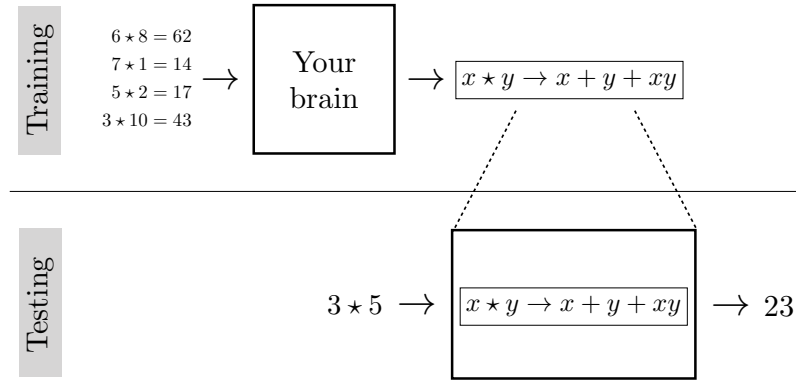 Training
6 ⋆ 8 = 62
7 ⋆ 1 = 14
5 ⋆ 2 = 17
3 ⋆ 10 = 43
→
Your
brain
→
x ⋆ y → x + y + xy
Testing
3 ⋆ 5 →
x ⋆ y → x + y + xy
→ 23